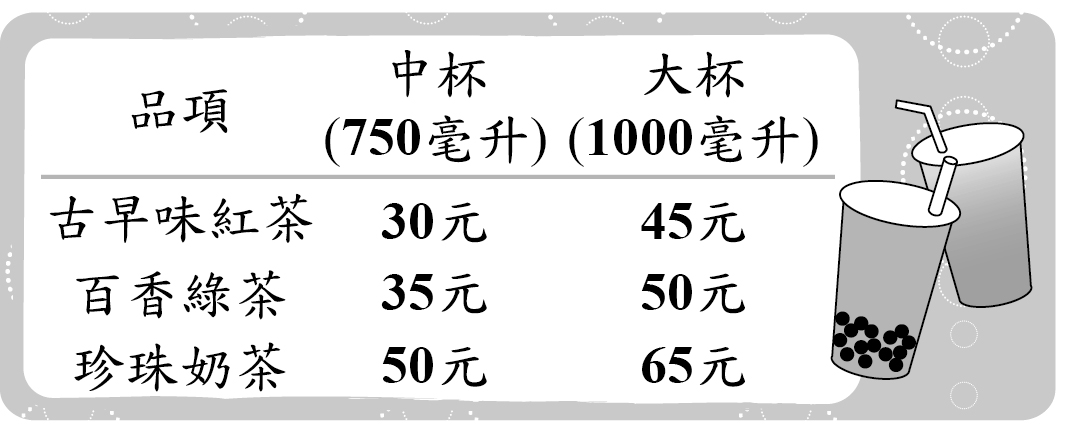 品項 中杯 (750毫升) 大杯 (1000毫升)
古早味紅茶 30元 45元
百香綠茶 35元 50元
珍珠奶茶 50元 65元